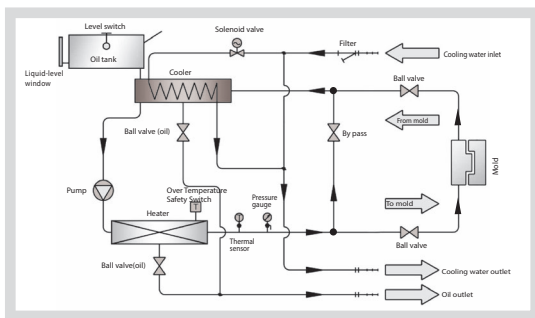 Level switch
Solenoid valve
Oil tank
Filter
Cooling water inlet
Liquid-level
window
Cooler
Ball valve
From mold
Ball valve (oil)
By pass
Mold
Pump
Over Temperature
Safety Switch
T
Pressure
gauge
To mold
Heater
Thermal
sensor
Ball valve
Ball valve(oil)
Cooling water outlet
Oil outlet